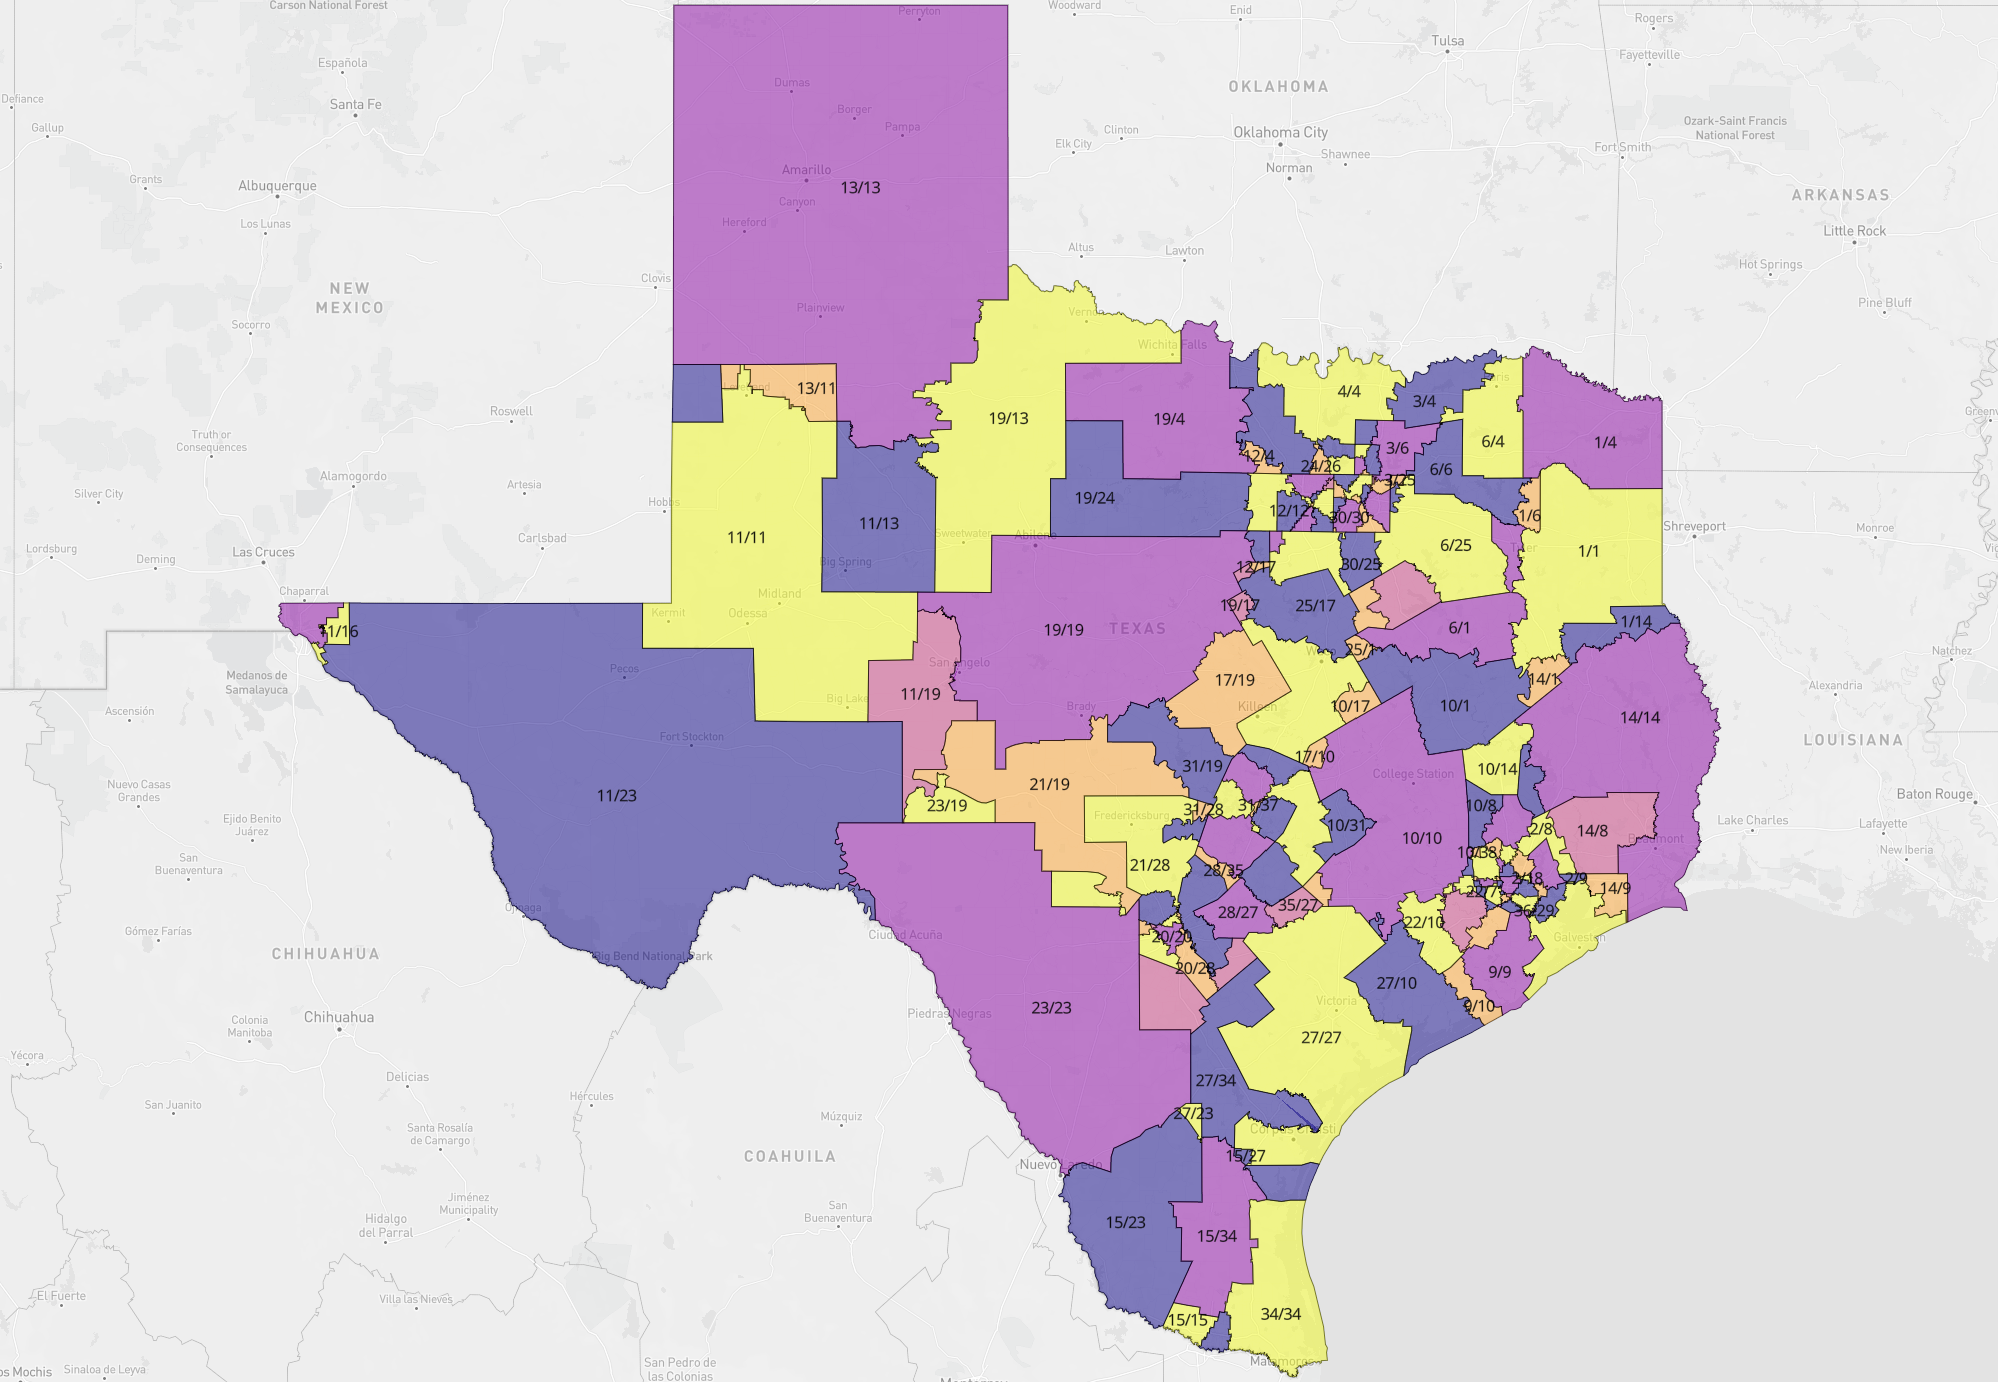 Carson National Forest
Perryton
Woodward
Enid
Rogers
Tulsa
Fayetteville
Española
Dumas
OKLAHOMA
Defiance
Santa Fe
Borger
Gallup
Pampa
Clinton
Oklahoma City
Ozark-Saint Francis
National Forest
Elk City
Shawnee
Fort Smith
Amarillo
Norman
Grants
Albuquerque
13/13
ARKANSAS
Canyon
Los Lunas
Hereford
Little Rock
Altus
Lawton
Hot Springs
Clovis
NEW
MEXICO
Plainview
Pine Bluff
Socorro
Vernon
Wichita Falls
13/11
4/4
3/4
Roswell
19/13
19/4
6/4
1/4
Truth or
Consequences
3/6
12/4
24/26
6/6
Alamogordo
3/25
Artesia
Silver City
19/24
Hobbs
12/12
30/30
1/6
11/11
11/13
Shreveport
Monroe
Sweetwater
Abilene
Carlsbad
Lordsburg
Deming
Las Cruces
6/25
Tyler
1/1
Big Spring
30/25
12/17
Chaparral
Midland
Kermit
Odessa
19/17
25/17
11/16
19/19
TEXAS
6/1
1/14
25/1
Waco
Natchez
San Angelo
Pecos
Medanos de
Samalayuca
17/19
14/1
Alexandria
11/19
Big Lake
10/17
10/1
Ascensión
Brady
Killeen
14/14
Fort Stockton
LOUISIANA
17/10
31/19
10/14
College Station
Nuevo Casas
Grandes
21/19
11/23
23/19
31/28
31/37
10/8
Baton Rouge
Fredericksburg
Ejido Benito
Juárez
10/31
Lake Charles
Lafayette
2/8
14/8
10/10
Beaumont
New Iberia
10/38
San
Buenaventura
21/28
28/35
2/18
2/9
14/9
22/7
Ojinaga
35/27
28/27
36/29
22/10
Gómez Farías
Ciudad Acuña
20/20
Galveston
CHIHUAHUA
Big Bend National Park
20/28
9/9
27/10
Victoria
23/23
9/10
Piedras Negras
Colonia
Manitoba
Chihuahua
27/27
Yécora
Delicias
27/34
Hércules
San Juanito
27/23
Múzquiz
Santa Rosalía
de Camargo
Corpus Christi
COAHUILA
15/27
Nuevo Laredo
Jiménez
Municipality
San
Buenaventura
Hidalgo
del Parral
15/23
15/34
El Fuerte
Villa las Nieves
34/34
15/15
Matamoros
os Mochis
Sinaloa de Leyva
San Pedro de
las Colonias
Monterrey